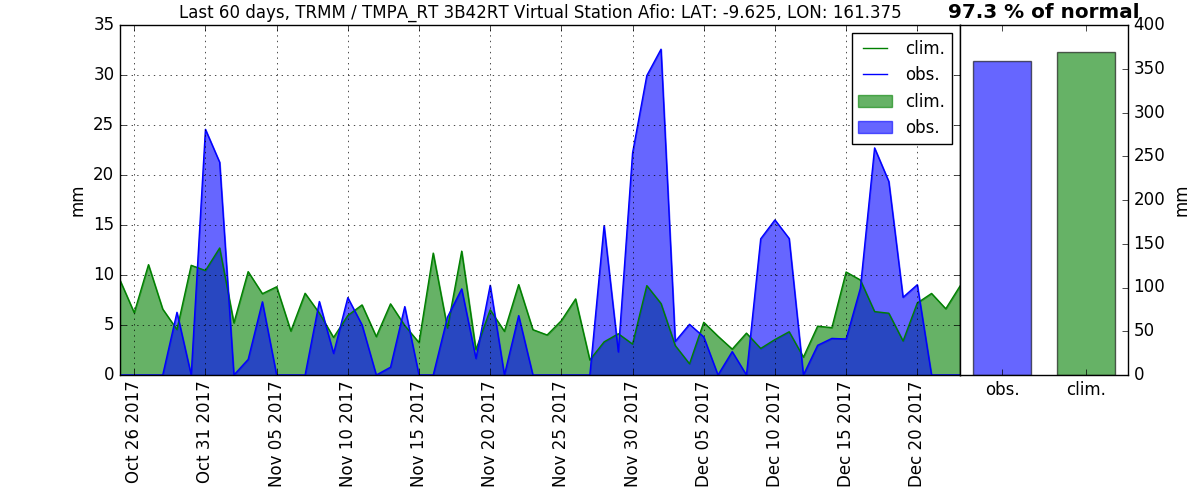 Last 60 days, TRMM / TMPA_RT 3B42RT Virtual Station Afio: LAT: -9.625, LON: 161.375
97.3 % of normal
35
30
25
20
15
10
5
0
mm
clim.
obs.
clim.
obs.
Oct 26 2017
Oct 31 2017
Nov 05 2017
Nov 10 2017
Nov 15 2017
Nov 20 2017
Nov 25 2017
Nov 30 2017
Dec 05 2017
Dec 10 2017
Dec 15 2017
Dec 20 2017
400
350
300
250
200
150
100
50
0
mm
obs.
clim.